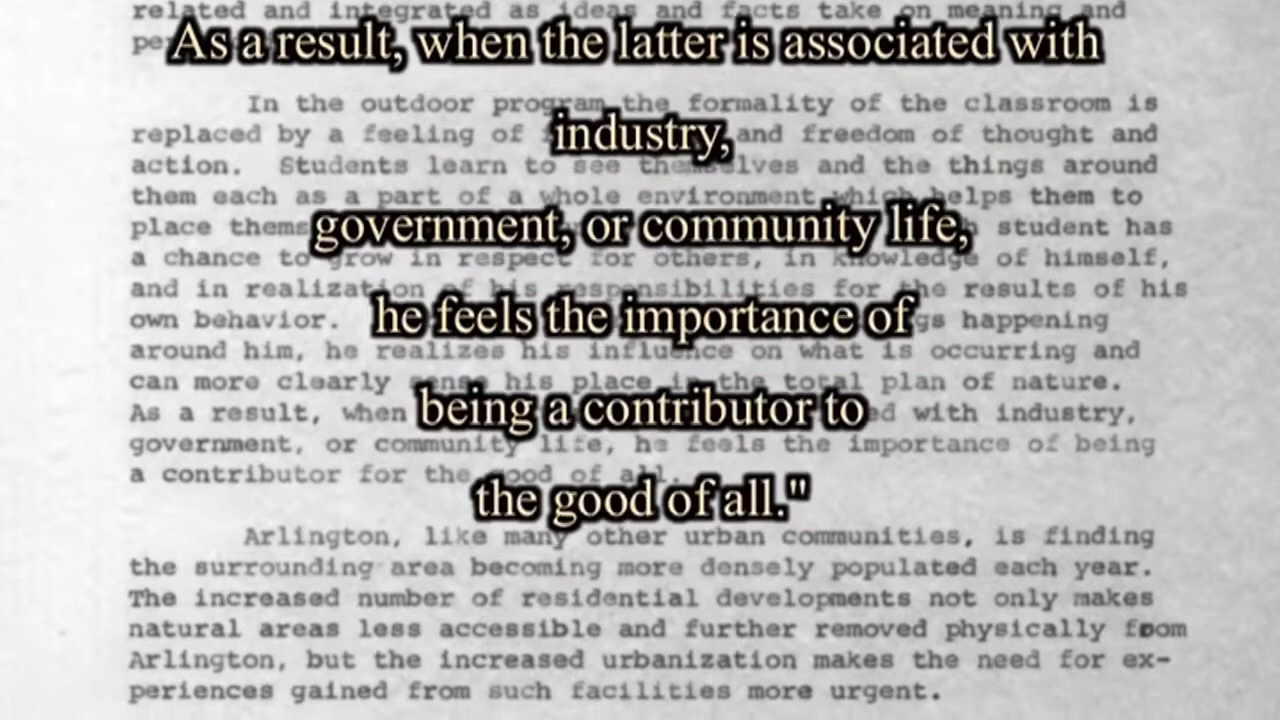 As a result, when the latter is associated with
industry,
government, or community life,
he feels the importance of
being a contributor to
the good of all."
related and integrated as ideas and facts take on meaning and
In the outdoor program the formality of the classroom is
replaced by a feeling of and freedom of thought and
action. Students learn to see themselves and the things around
them each as a part of a whole environment which helps them to
place student has
a chance to grow in respect for others, in knowledge of himself,
and in realization of his responsibilities for the results of his
own behavior. happening
around him, he realizes his influence on what is occurring and
can more clearly sense his place in the total plan of nature.
As a result, when with industry,
government, or community life, he feels the importance of being
a contributor for the good of all.
Arlington, like many other urban communities, is finding
the surrounding area becoming more densely populated each year.
The increased number of residential developments not only makes
natural areas less accessible and further removed physically from
Arlington, but the increased urbanization makes the need for ex-
periences gained from such facilities more urgent.